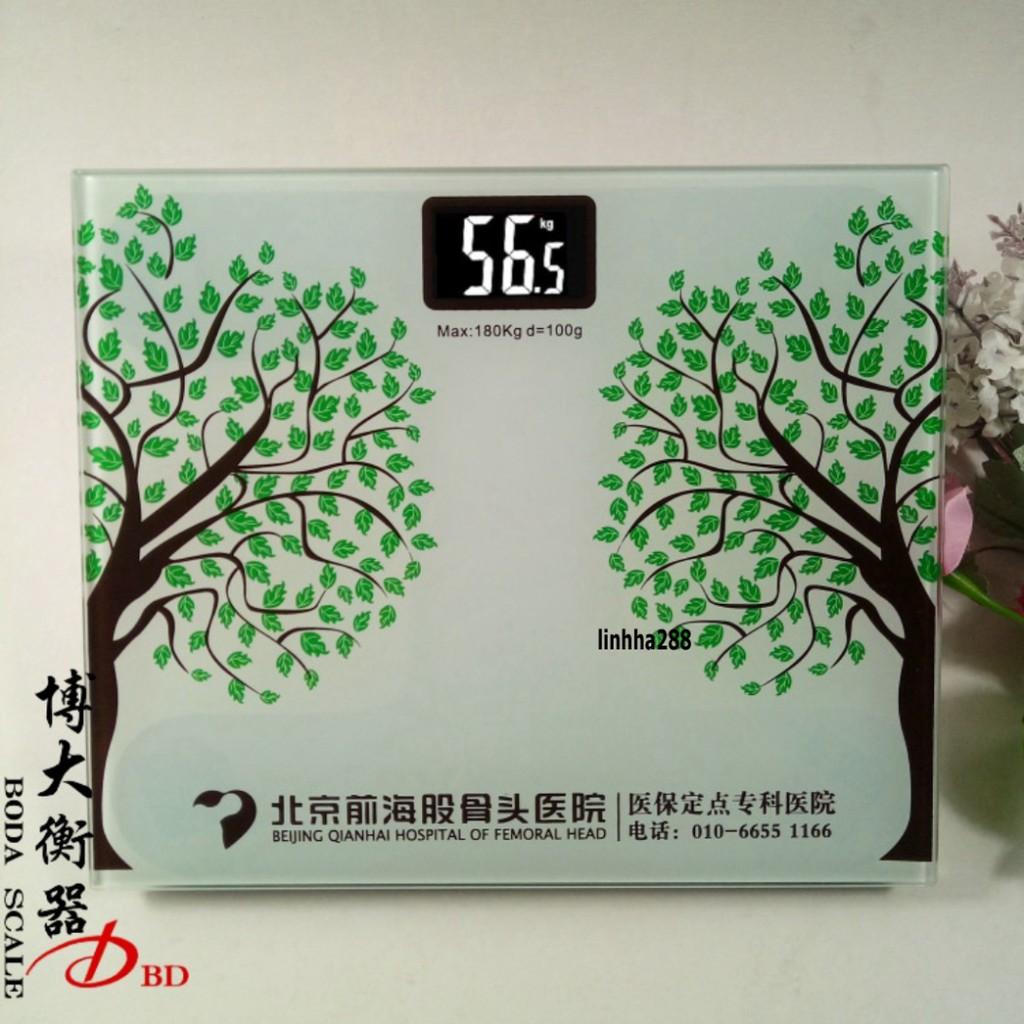 56.5 kg
Max:180Kg d=100g
linhha288
北京前海股骨头医院
BEIJING QIANHAI HOSPITAL OF FEMORAL HEAD
医保定点专科医院
电话：010-6655 1166
博大衡器
BODA SCALE
DBD